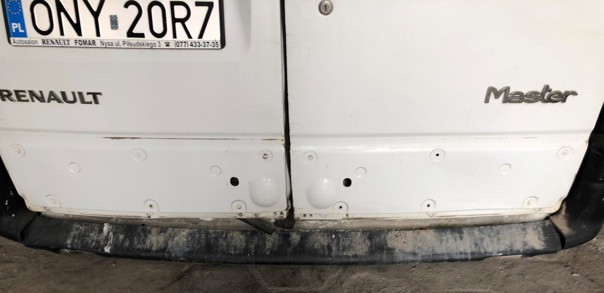 PL
ONY 20R7
Autosalon RENAULT FOMAR Nysa ul. Piłsudskiego 3 ☎ (077) 433-37-35
RENAULT
Master